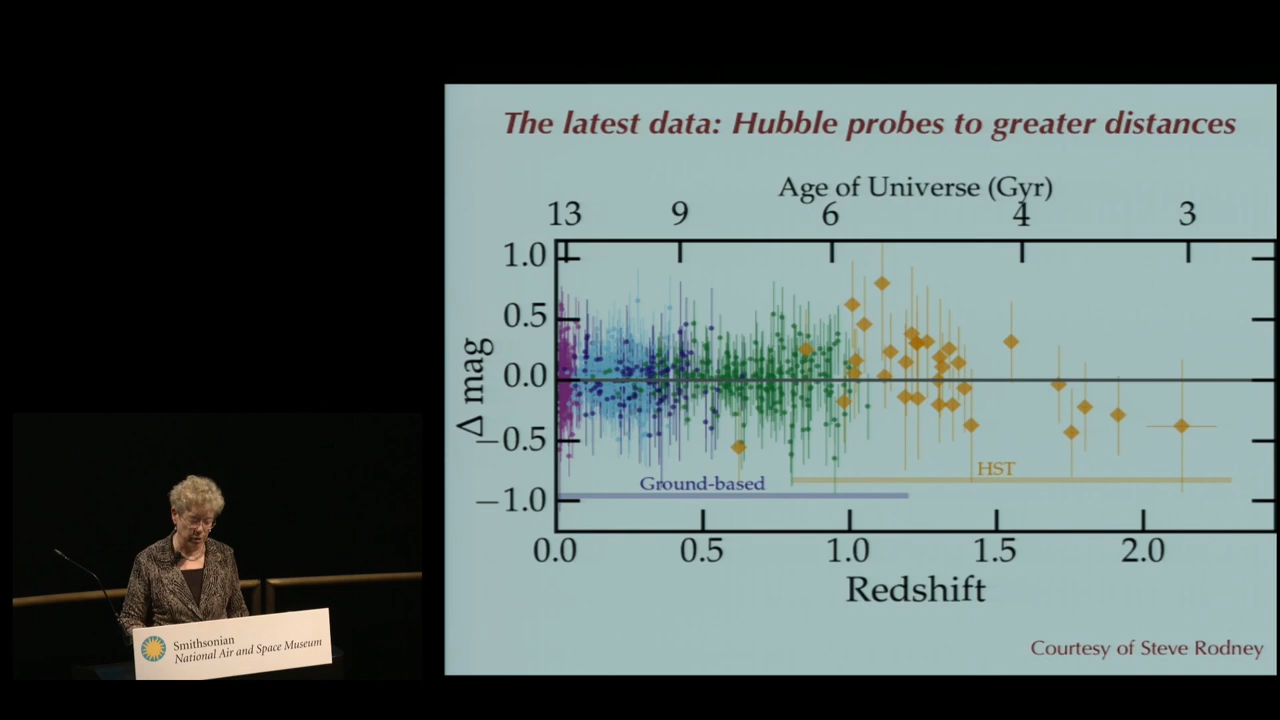 The latest data: Hubble probes to greater distances
Age of Universe (Gyr)
13 9 6 4 3
1.0
0.5
0.0
−0.5
−1.0
Δ mag
HST
Ground-based
0.0 0.5 1.0 1.5 2.0
Redshift
Courtesy of Steve Rodney
Smithsonian
National Air and Space Museum